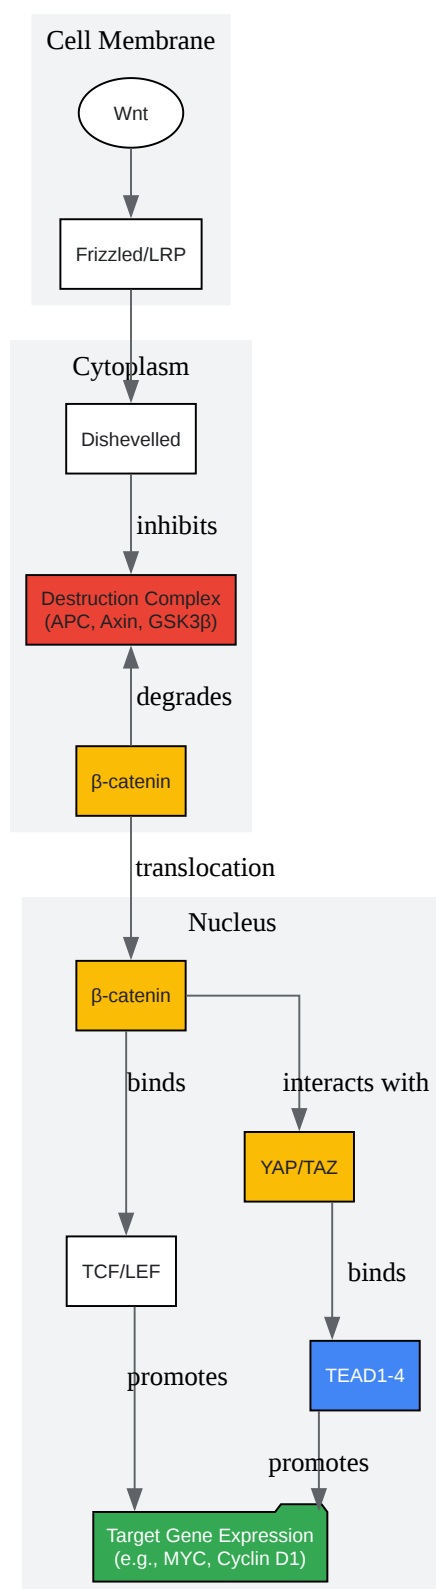 Cell Membrane
Wnt
Frizzled/LRP
Cytoplasm
Dishevelled
inhibits
Destruction Complex
(APC, Axin, GSK3β)
degrades
β-catenin
translocation
Nucleus
β-catenin
binds
interacts with
YAP/TAZ
TCF/LEF
binds
TEAD1-4
promotes
promotes
Target Gene Expression
(e.g., MYC, Cyclin D1)